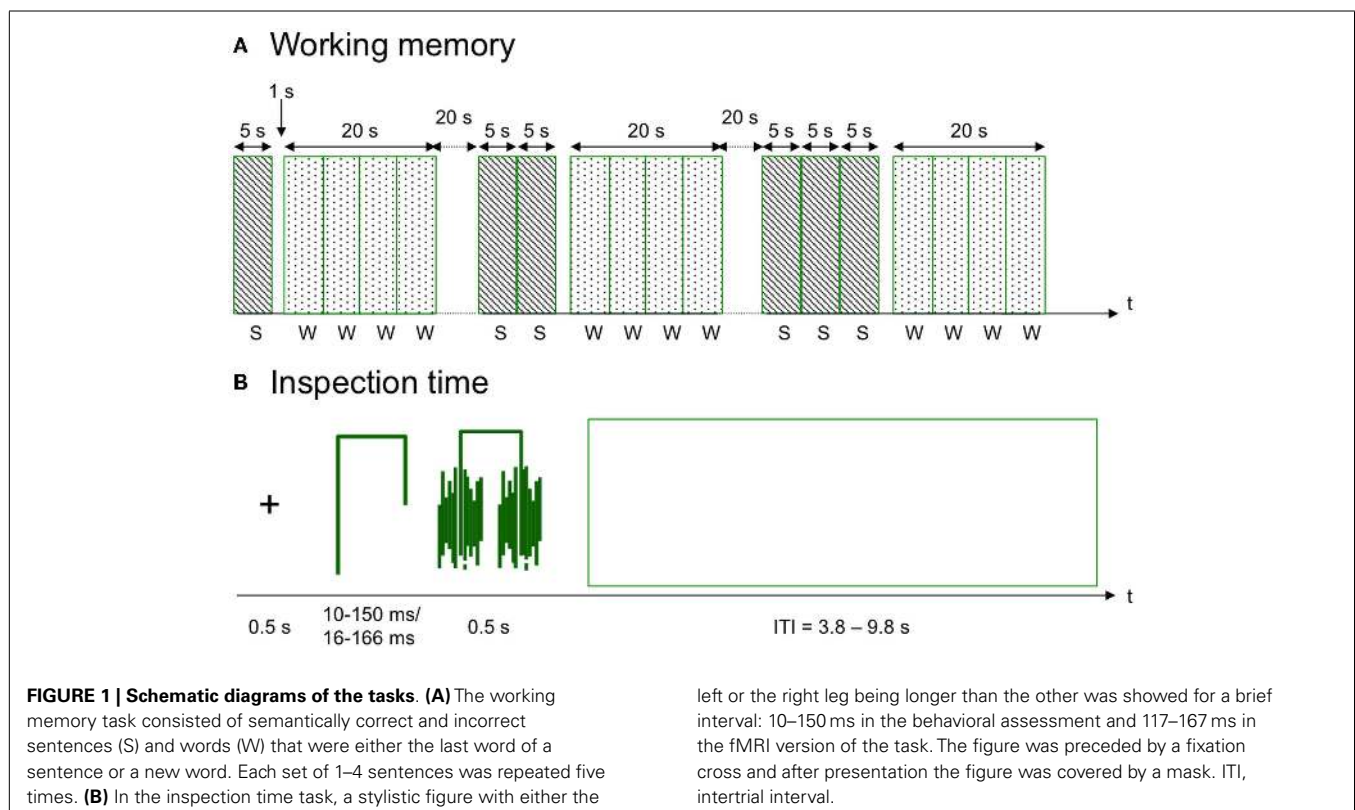 A Working memory
1 s
5 s 20 s 20 s 5 s 5 s 20 s 20 s 5 s 5 s 5 s 20 s
t
S W W W W S S W W W W S S S W W W W
B Inspection time
+
t
0.5 s 10-150 ms/ 0.5 s ITI = 3.8 – 9.8 s
16-166 ms
FIGURE 1 | Schematic diagrams of the tasks. (A) The working
memory task consisted of semantically correct and incorrect
sentences (S) and words (W) that were either the last word of a
sentence or a new word. Each set of 1–4 sentences was repeated five
times. (B) In the inspection time task, a stylistic figure with either the
left or the right leg being longer than the other was showed for a brief
interval: 10–150 ms in the behavioral assessment and 117–167 ms in
the fMRI version of the task. The figure was preceded by a fixation
cross and after presentation the figure was covered by a mask. ITI,
intertrial interval.